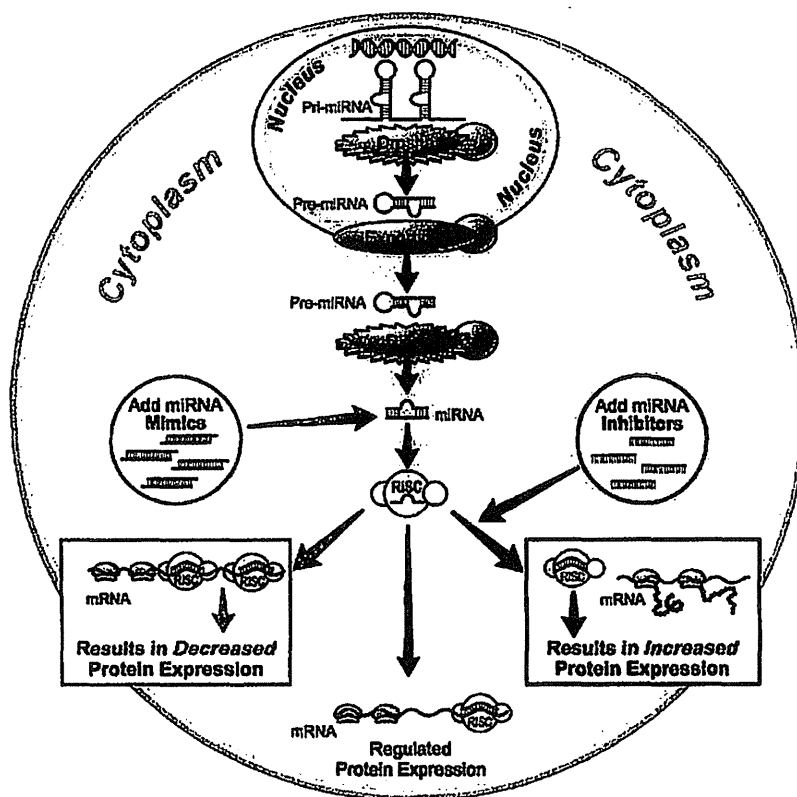 Nucleus
Pri-miRNA
Nucleus
Pre-miRNA
Cytoplasm
Cytoplasm
Pre-miRNA
Add miRNA
Mimics
miRNA
Add miRNA
Inhibitors
RISC
RISC
RISC
mRNA
Results in Decreased
Protein Expression
RISC
mRNA
Results in Increased
Protein Expression
mRNA
RISC
Regulated
Protein Expression